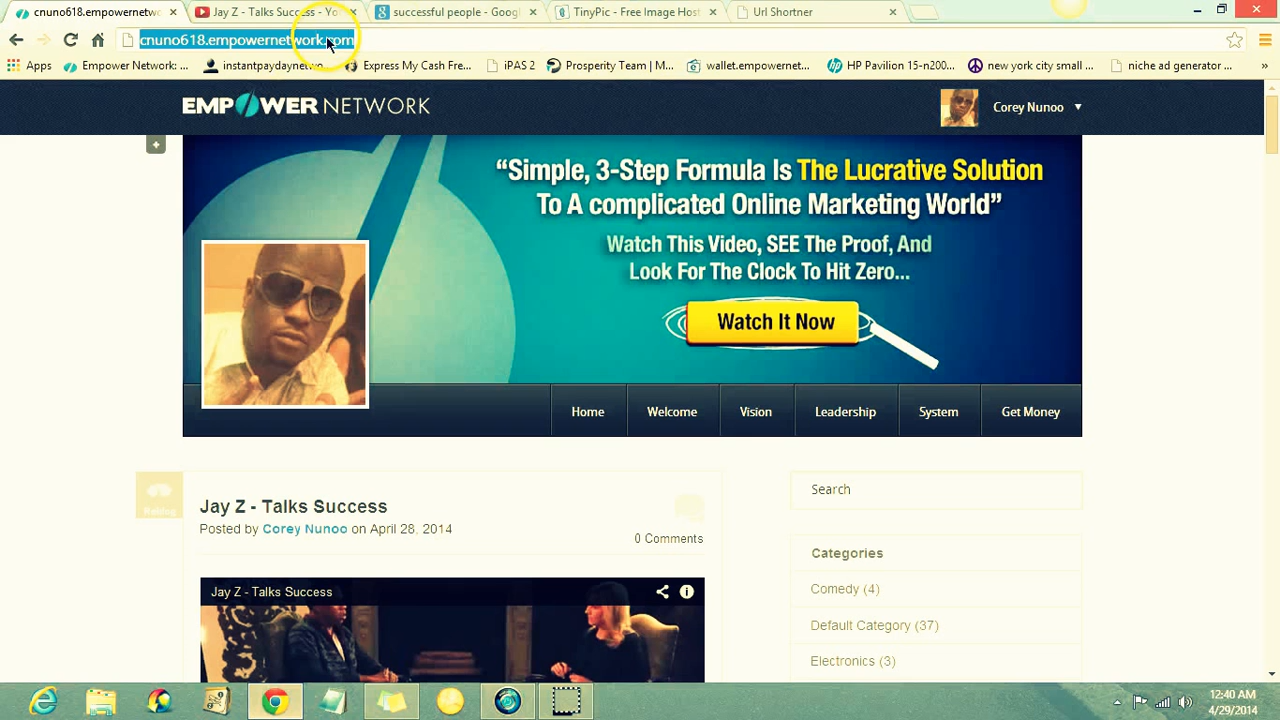 cnuno618.empowernetwo
Jay Z - Talks Success - Yo
successful people - Goog
TinyPic - Free Image Host
Url Shortner
cnuno618.empowernetwork.com
Apps
Empower Network: ...
instantpaydaynetwo...
Express My Cash Fre...
iPAS 2
Prosperity Team | M...
wallet.empowernet...
HP Pavilion 15-n200...
new york city small ...
niche ad generator ...
»
EMPOWER NETWORK
Corey Nunoo
“Simple, 3-Step Formula Is The Lucrative Solution
To A complicated Online Marketing World”
Watch This Video, SEE The Proof, And
Look For The Clock To Hit Zero...
Watch It Now
Home
Welcome
Vision
Leadership
System
Get Money
Jay Z - Talks Success
Posted by Corey Nunoo on April 28, 2014
0 Comments
Jay Z - Talks Success
Search
Categories
Comedy (4)
Default Category (37)
Electronics (3)
12:40 AM
4/29/2014